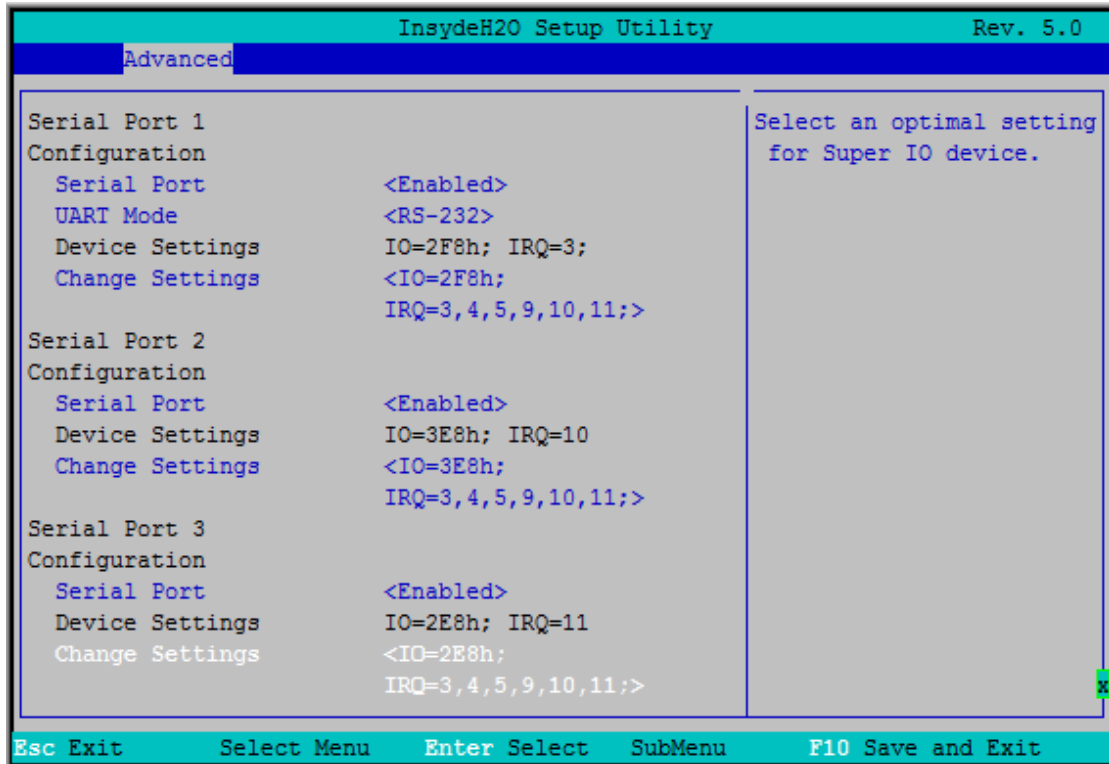 InsydeH2O Setup Utility Rev. 5.0
Advanced
Serial Port 1
Configuration
Serial Port <Enabled>
UART Mode <RS-232>
Device Settings IO=2F8h; IRQ=3;
Change Settings <IO=2F8h;
IRQ=3,4,5,9,10,11;>
Serial Port 2
Configuration
Serial Port <Enabled>
Device Settings IO=3E8h; IRQ=10
Change Settings <IO=3E8h;
IRQ=3,4,5,9,10,11;>
Serial Port 3
Configuration
Serial Port <Enabled>
Device Settings IO=2E8h; IRQ=11
Change Settings <IO=2E8h;
IRQ=3,4,5,9,10,11;>
Select an optimal setting
for Super IO device.
x
Esc Exit Select Menu Enter Select SubMenu F10 Save and Exit